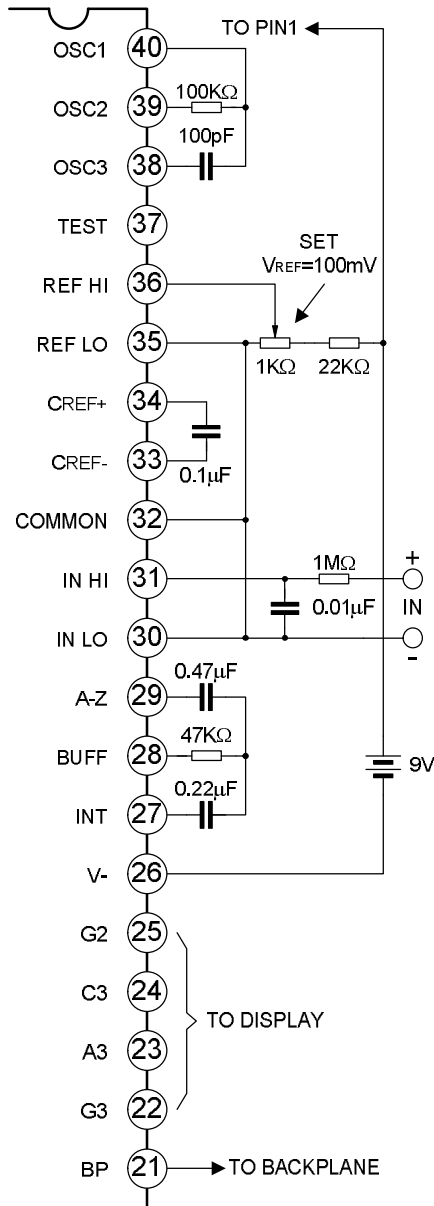 TO PIN1
OSC1 40
100KΩ
OSC2 39
100pF
OSC3 38
TEST 37
SET
VREF=100mV
REF HI 36
REF LO 35
1KΩ 22KΩ
CREF+ 34
CREF- 33
0.1μF
COMMON 32
1MΩ
IN HI 31 +
0.01μF IN
IN LO 30 -
0.47μF
A-Z 29
47KΩ
BUFF 28
9V
0.22μF
INT 27
V- 26
G2 25
C3 24
TO DISPLAY
A3 23
G3 22
BP 21 TO BACKPLANE